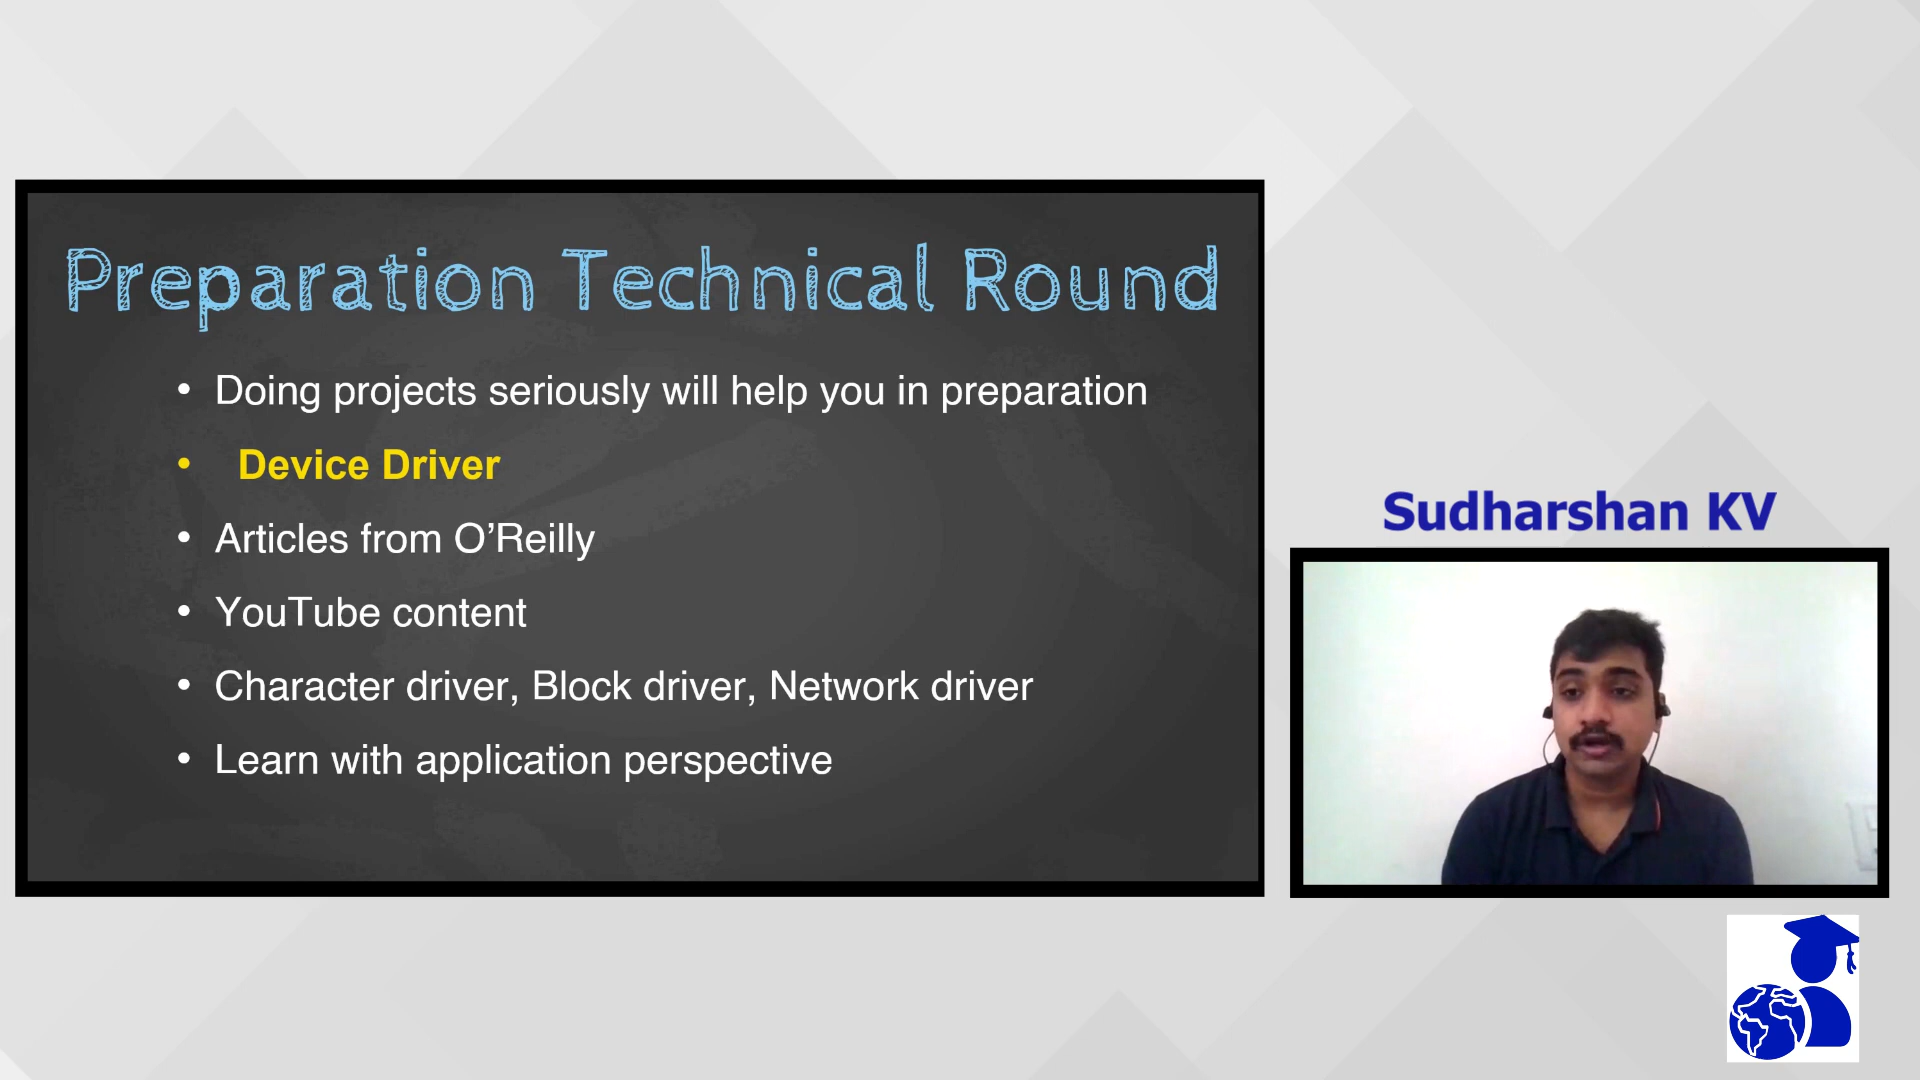 Preparation Technical Round
• Doing projects seriously will help you in preparation
• Device Driver
• Articles from O’Reilly
• YouTube content
• Character driver, Block driver, Network driver
• Learn with application perspective
Sudharshan KV